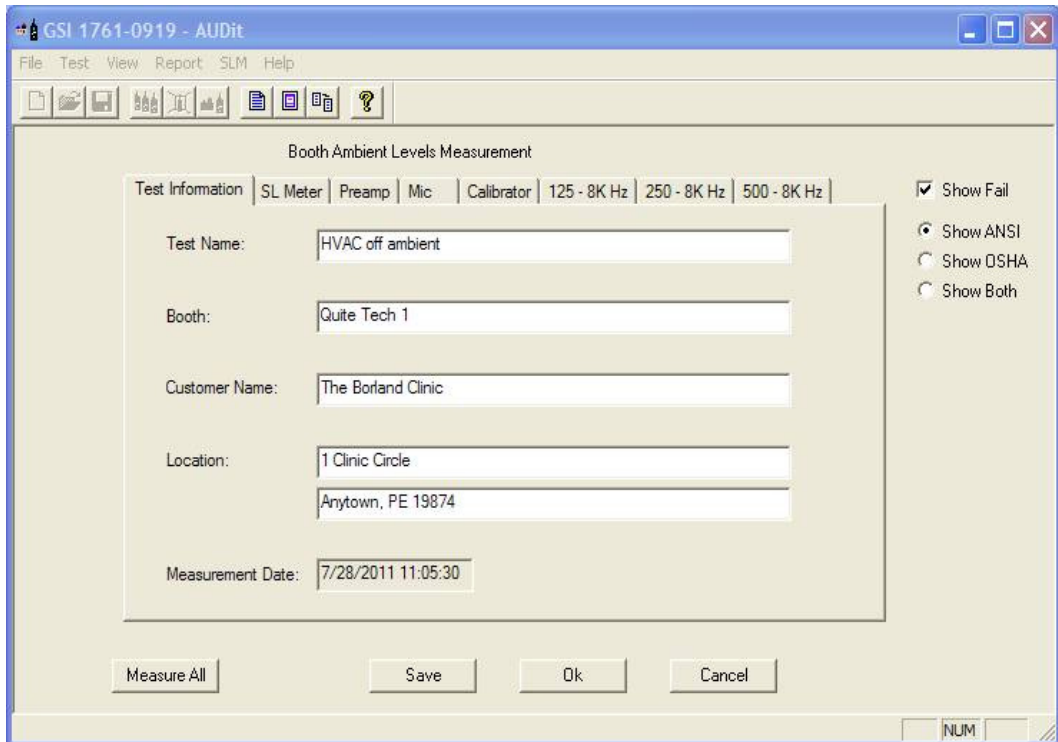 GSI 1761-0919 - AUDit
File Test View Report SLM Help
Booth Ambient Levels Measurement
Test Information SL Meter Preamp Mic Calibrator 125 - 8K Hz 250 - 8K Hz 500 - 8K Hz
Show Fail
Show ANSI
Show OSHA
Show Both
Test Name: HVAC off ambient
Booth: Quite Tech 1
Customer Name: The Borland Clinic
Location: 1 Clinic Circle
Anytown, PE 19874
Measurement Date: 7/28/2011 11:05:30
Measure All Save Ok Cancel
NUM